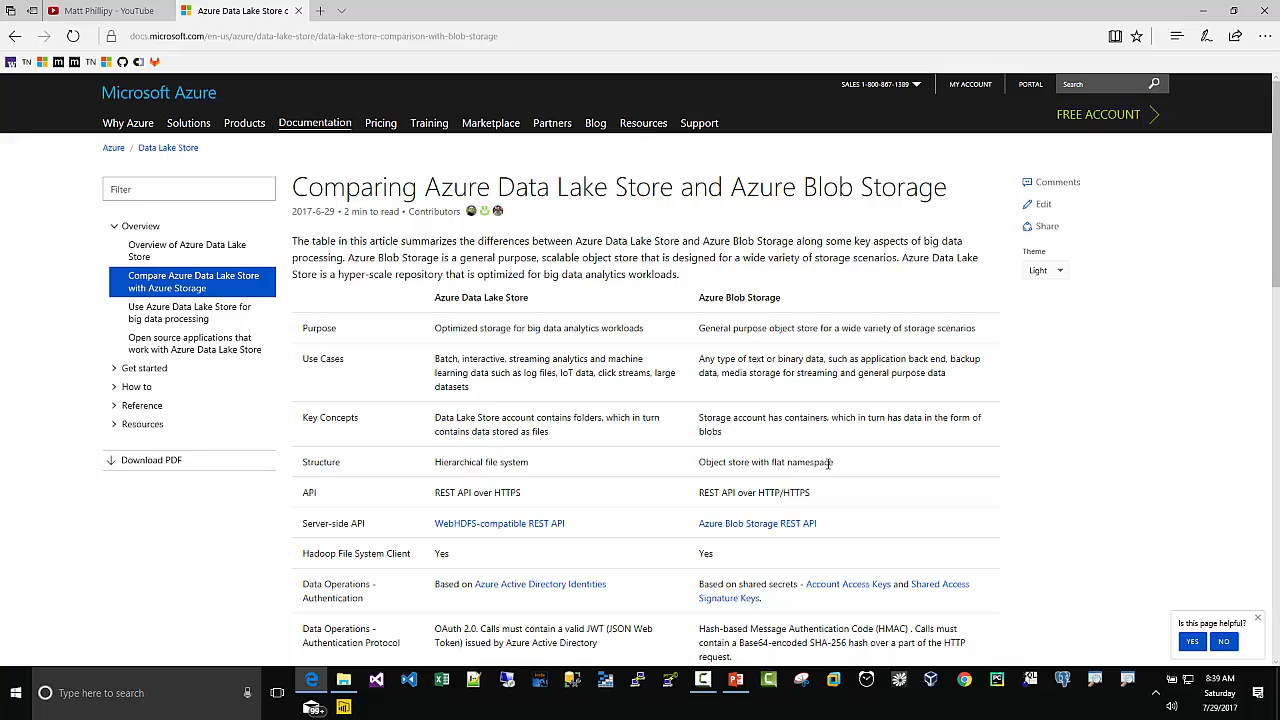 Matt Phillipy - YouTube
Azure Data Lake Store c
docs.microsoft.com/en-us/azure/data-lake-store/data-lake-store-comparison-with-blob-storage
TN
TN
Microsoft Azure
SALES 1-800-867-1389
MY ACCOUNT
PORTAL
Search
Why Azure
Solutions
Products
Documentation
Pricing
Training
Marketplace
Partners
Blog
Resources
Support
FREE ACCOUNT
Azure / Data Lake Store
Filter
Overview
Overview of Azure Data Lake
Store
Compare Azure Data Lake Store
with Azure Storage
Use Azure Data Lake Store for
big data processing
Open source applications that
work with Azure Data Lake Store
Get started
How to
Reference
Resources
Download PDF
Comparing Azure Data Lake Store and Azure Blob Storage
2017-6-29 • 2 min to read • Contributors
The table in this article summarizes the differences between Azure Data Lake Store and Azure Blob Storage along some key aspects of big data
processing. Azure Blob Storage is a general purpose, scalable object store that is designed for a wide variety of storage scenarios. Azure Data Lake
Store is a hyper-scale repository that is optimized for big data analytics workloads.
Azure Data Lake Store
Azure Blob Storage
Purpose
Optimized storage for big data analytics workloads
General purpose object store for a wide variety of storage scenarios
Use Cases
Batch, interactive, streaming analytics and machine
learning data such as log files, IoT data, click streams, large
datasets
Any type of text or binary data, such as application back end, backup
data, media storage for streaming and general purpose data
Key Concepts
Data Lake Store account contains folders, which in turn
contains data stored as files
Storage account has containers, which in turn has data in the form of
blobs
Structure
Hierarchical file system
Object store with flat namespace
API
REST API over HTTPS
REST API over HTTP/HTTPS
Server-side API
WebHDFS-compatible REST API
Azure Blob Storage REST API
Hadoop File System Client
Yes
Yes
Data Operations -
Authentication
Based on Azure Active Directory Identities
Based on shared secrets - Account Access Keys and Shared Access
Signature Keys.
Data Operations -
Authentication Protocol
OAuth 2.0. Calls must contain a valid JWT (JSON Web
Token) issued by Azure Active Directory
Hash-based Message Authentication Code (HMAC) . Calls must
contain a Base64-encoded SHA-256 hash over a part of the HTTP
request.
Comments
Edit
Share
Theme
Light
Is this page helpful?
YES
NO
Type here to search
99+
8:39 AM
Saturday
7/29/2017